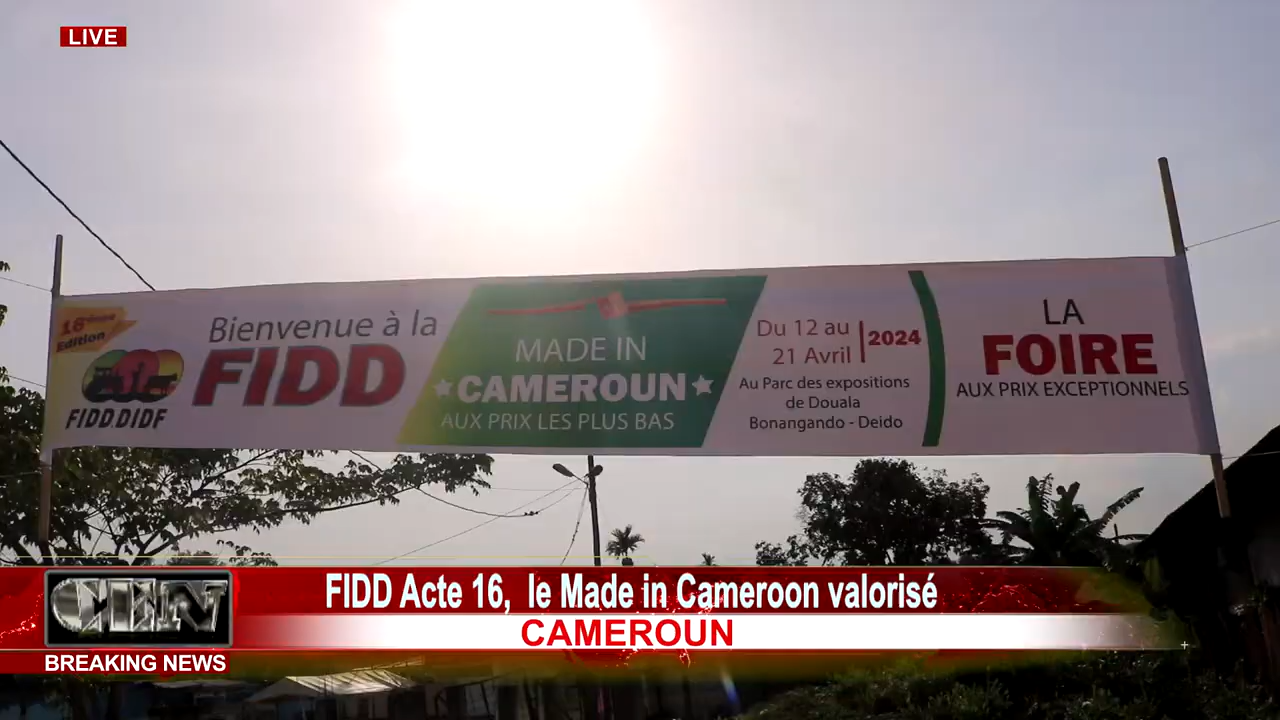 LIVE
16ième
Edition
FIDD.DIDF
Bienvenue à la
FIDD
MADE IN
CAMEROUN
AUX PRIX LES PLUS BAS
Du 12 au
21 Avril
2024
Au Parc des expositions
de Douala
Bonangando - Deido
LA
FOIRE
AUX PRIX EXCEPTIONNELS
FIDD Acte 16, le Made in Cameroon valorisé
CAMEROUN
BREAKING NEWS